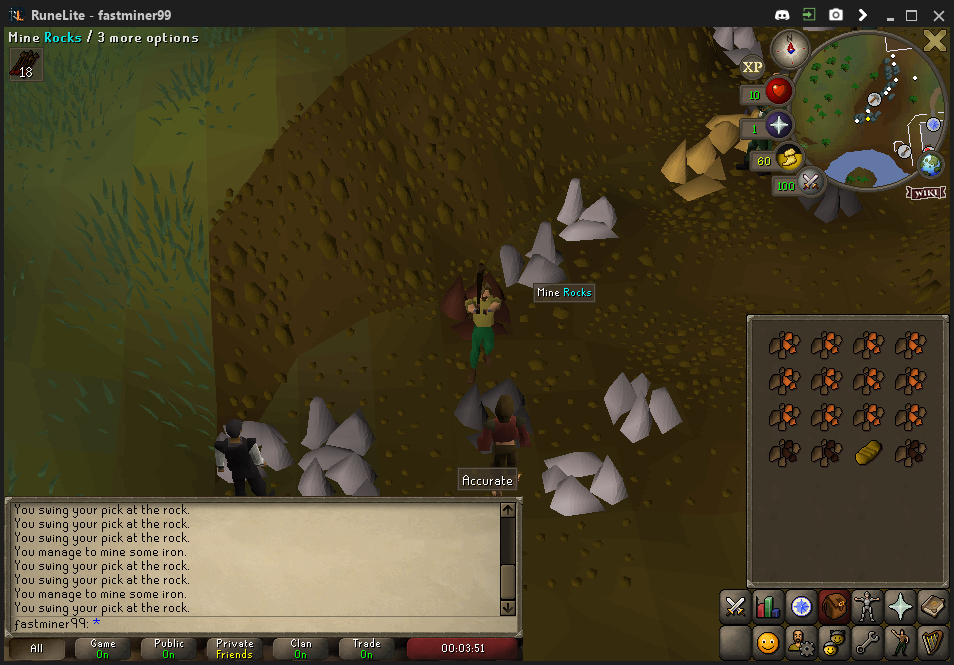 RuneLite - fastminer99
Mine Rocks / 3 more options
18
N
XP
10
1
60
100
WIKI
Mine Rocks
Accurate
You swing your pick at the rock.
You swing your pick at the rock.
You swing your pick at the rock.
You manage to mine some iron.
You swing your pick at the rock.
You swing your pick at the rock.
You manage to mine some iron.
You swing your pick at the rock.
fastminer99: *
All
Game
On
Public
On
Private
Friends
Clan
On
Trade
On
00:03:51